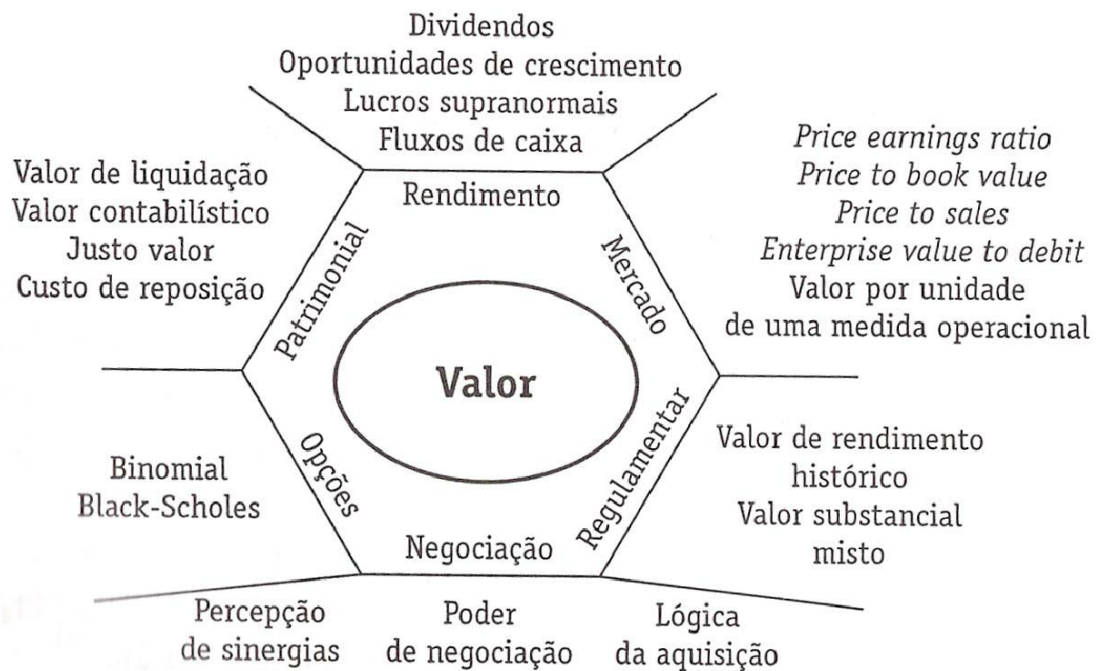 Dividendos
Oportunidades de crescimento
Lucros supranormais
Fluxos de caixa
Rendimento
Price earnings ratio
Price to book value
Price to sales
Enterprise value to debit
Valor por unidade
de uma medida operacional
Mercado
Valor de liquidação
Valor contabilístico
Justo valor
Custo de reposição
Patrimonial
Valor
Opções
Binomial
Black-Scholes
Regulamentar
Valor de rendimento
histórico
Valor substancial
misto
Negociação
Percepção
de sinergias
Poder
de negociação
Lógica
da aquisição